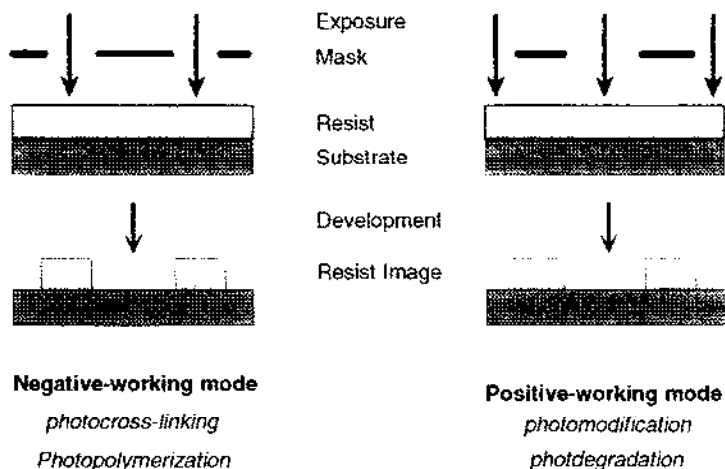 Exposure
Mask
Resist
Substrate
Development
Resist Image
Negative-working mode
photocross-linking
Photopolymerization
Positive-working mode
photomodification
photdegradation